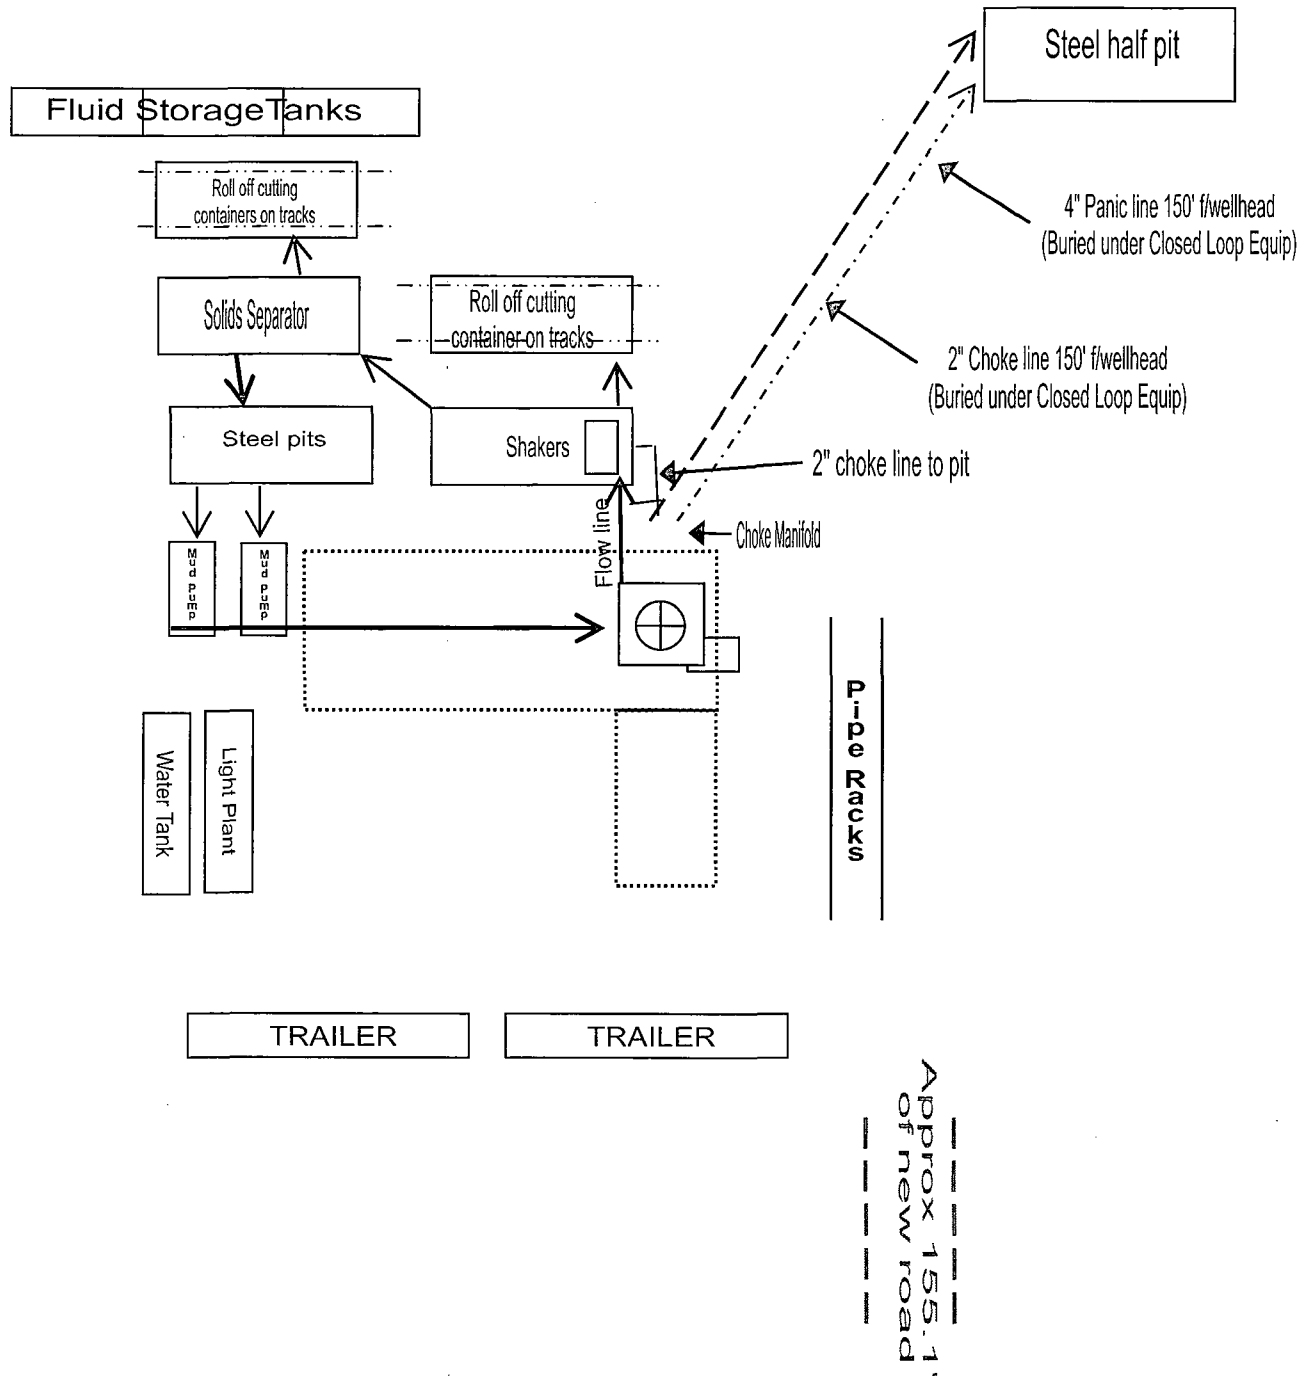 Steel half pit
Fluid StorageTanks
Roll off cutting
containers on tracks
4" Panic line 150' f/wellhead
(Buried under Closed Loop Equip)
Solids Separator
Roll off cutting
container on tracks
2" Choke line 150' f/wellhead
(Buried under Closed Loop Equip)
Steel pits
Shakers
2" choke line to pit
Flow line
Choke Manifold
Mud pump
Mud pump
Pipe Racks
Water Tank
Light Plant
TRAILER
TRAILER
Approx 155.1'
of new road